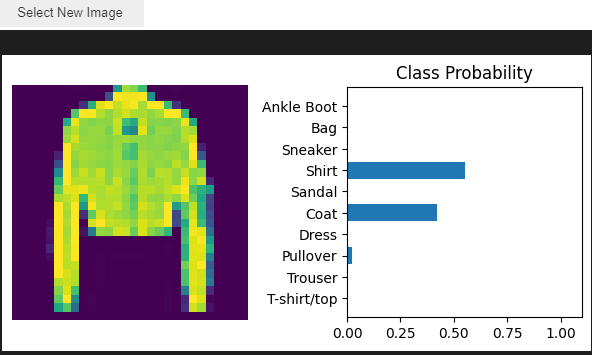 Select New Image
Class Probability
Ankle Boot
Bag
Sneaker
Shirt
Sandal
Coat
Dress
Pullover
Trouser
T-shirt/top
0.00 0.25 0.50 0.75 1.00